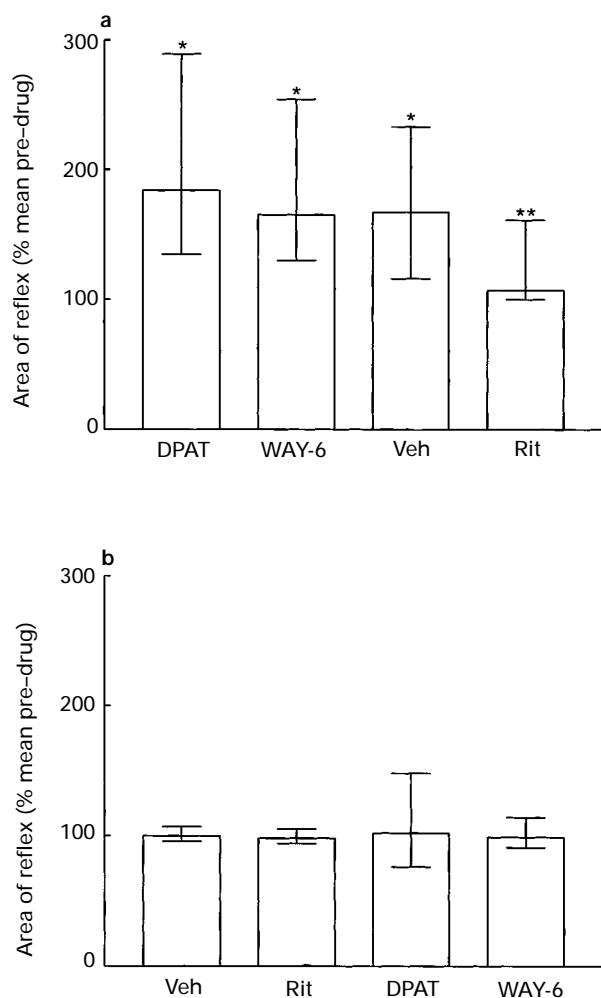 a
300
200
100
0
Area of reflex (% mean pre–drug)
*
*
*
**
DPAT WAY-6 Veh Rit
b
300
200
100
0
Area of reflex (% mean pre–drug)
Veh Rit DPAT WAY-6